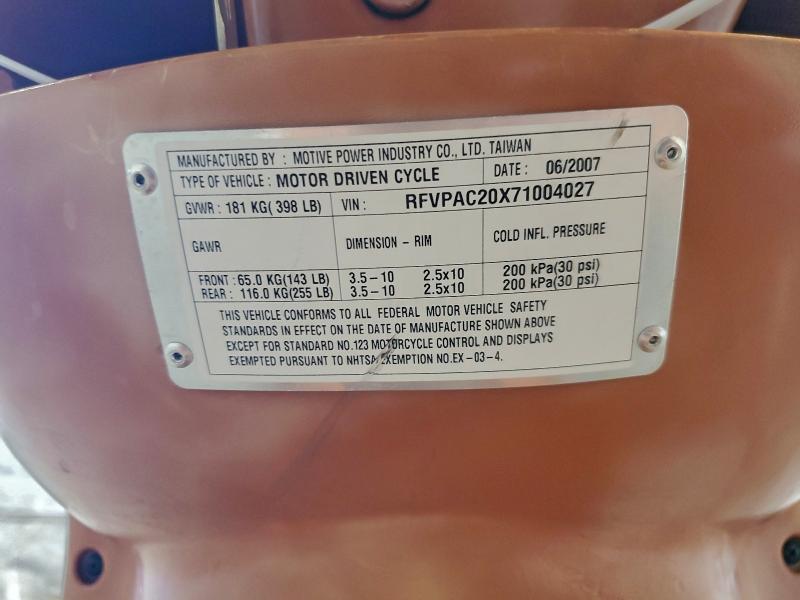 MANUFACTURED BY : MOTIVE POWER INDUSTRY CO., LTD. TAIWAN
TYPE OF VEHICLE : MOTOR DRIVEN CYCLE DATE : 06/2007
GVWR : 181 KG( 398 LB) VIN : RFVPAC20X71004027
GAWR DIMENSION - RIM COLD INFL. PRESSURE
FRONT : 65.0 KG(143 LB) 3.5-10 2.5x10 200 kPa(30 psi)
REAR : 116.0 KG(255 LB) 3.5-10 2.5x10 200 kPa(30 psi)
THIS VEHICLE CONFORMS TO ALL FEDERAL MOTOR VEHICLE SAFETY
STANDARDS IN EFFECT ON THE DATE OF MANUFACTURE SHOWN ABOVE
EXCEPT FOR STANDARD NO.123 MOTORCYCLE CONTROL AND DISPLAYS
EXEMPTED PURSUANT TO NHTSA EXEMPTION NO.EX-03-4.